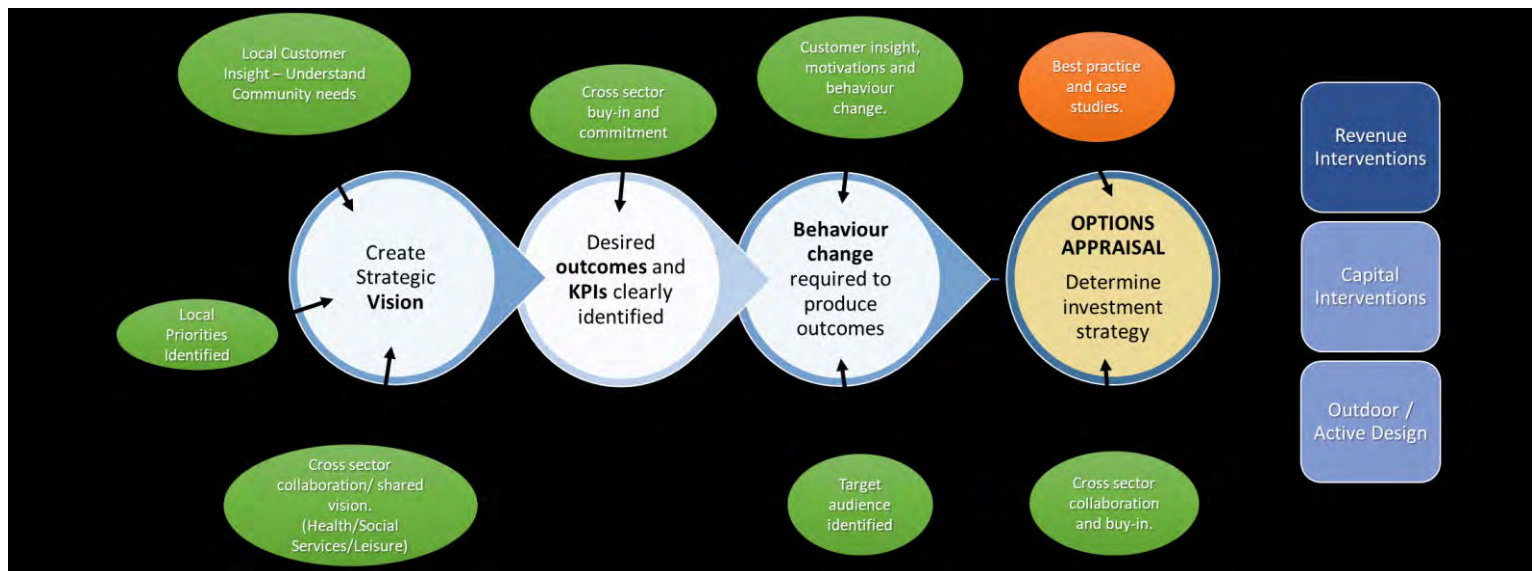 Local Customer
Insight – Understand
Community needs
Cross sector
buy-in and
commitment
Customer insight,
motivations and
behaviour
change.
Best practice
and case
studies.
Revenue
Interventions
Create
Strategic
Vision
Desired
outcomes and
KPIs clearly
identified
Behaviour
change
required to
produce
outcomes
OPTIONS
APPRAISAL
Determine
investment
strategy
Capital
Interventions
Local
Priorities
Identified
Outdoor /
Active Design
Cross sector
collaboration/ shared
vision.
(Health/Social
Services/Leisure)
Target
audience
identified
Cross sector
collaboration
and buy-in.